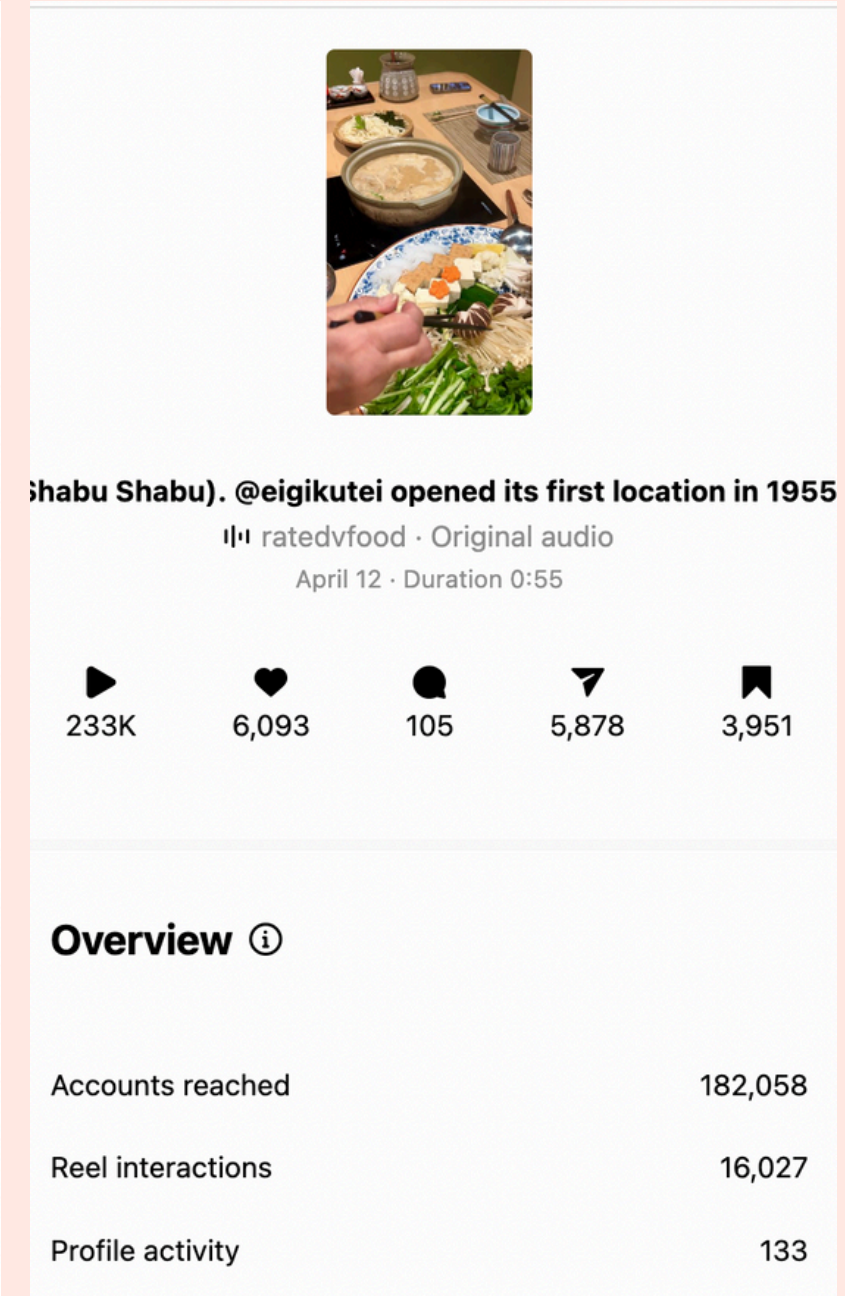 Shabu Shabu). @eigikutei opened its first location in 1955
ratedvfood · Original audio
April 12 · Duration 0:55
233K
6,093
105
5,878
3,951
Overview
Accounts reached
182,058
Reel interactions
16,027
Profile activity
133